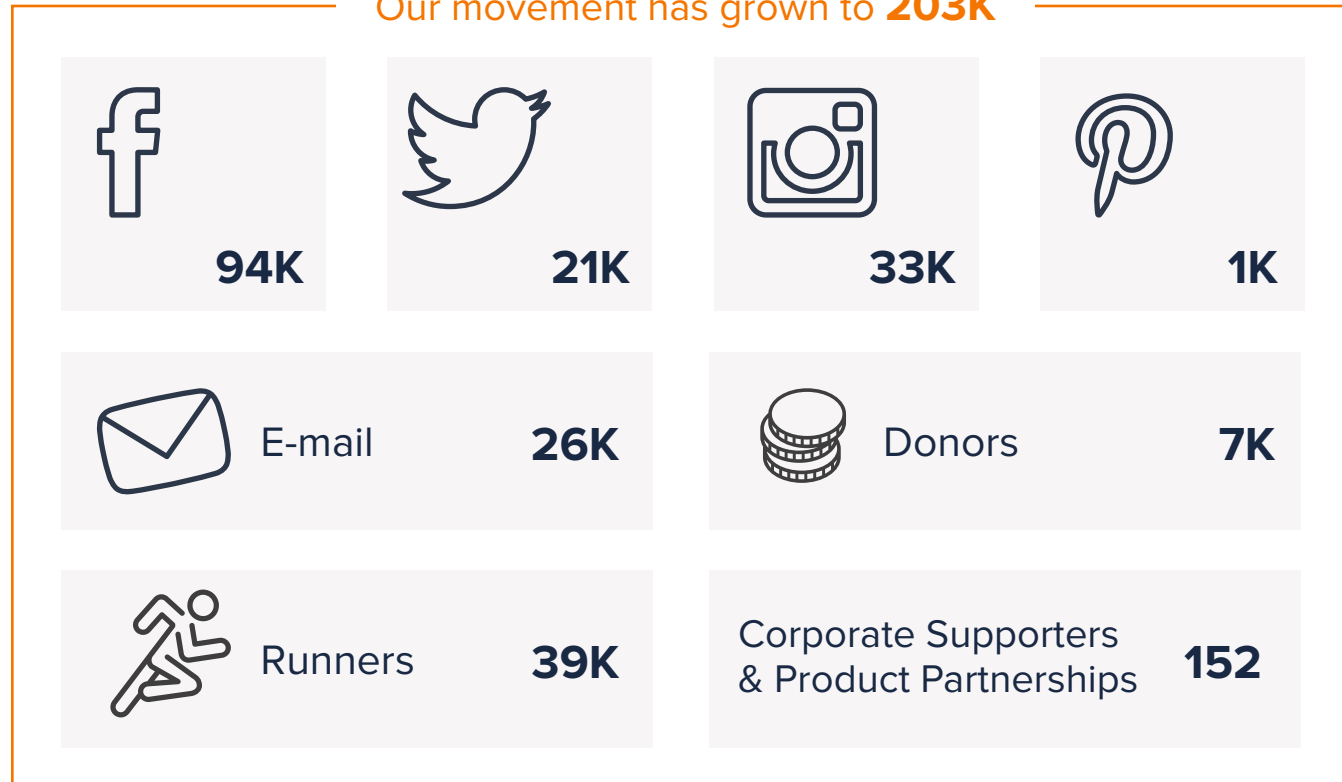 Our movement has grown to 203K
94K
21K
33K
1K
E-mail
26K
Donors
7K
Runners
39K
Corporate Supporters
& Product Partnerships
152